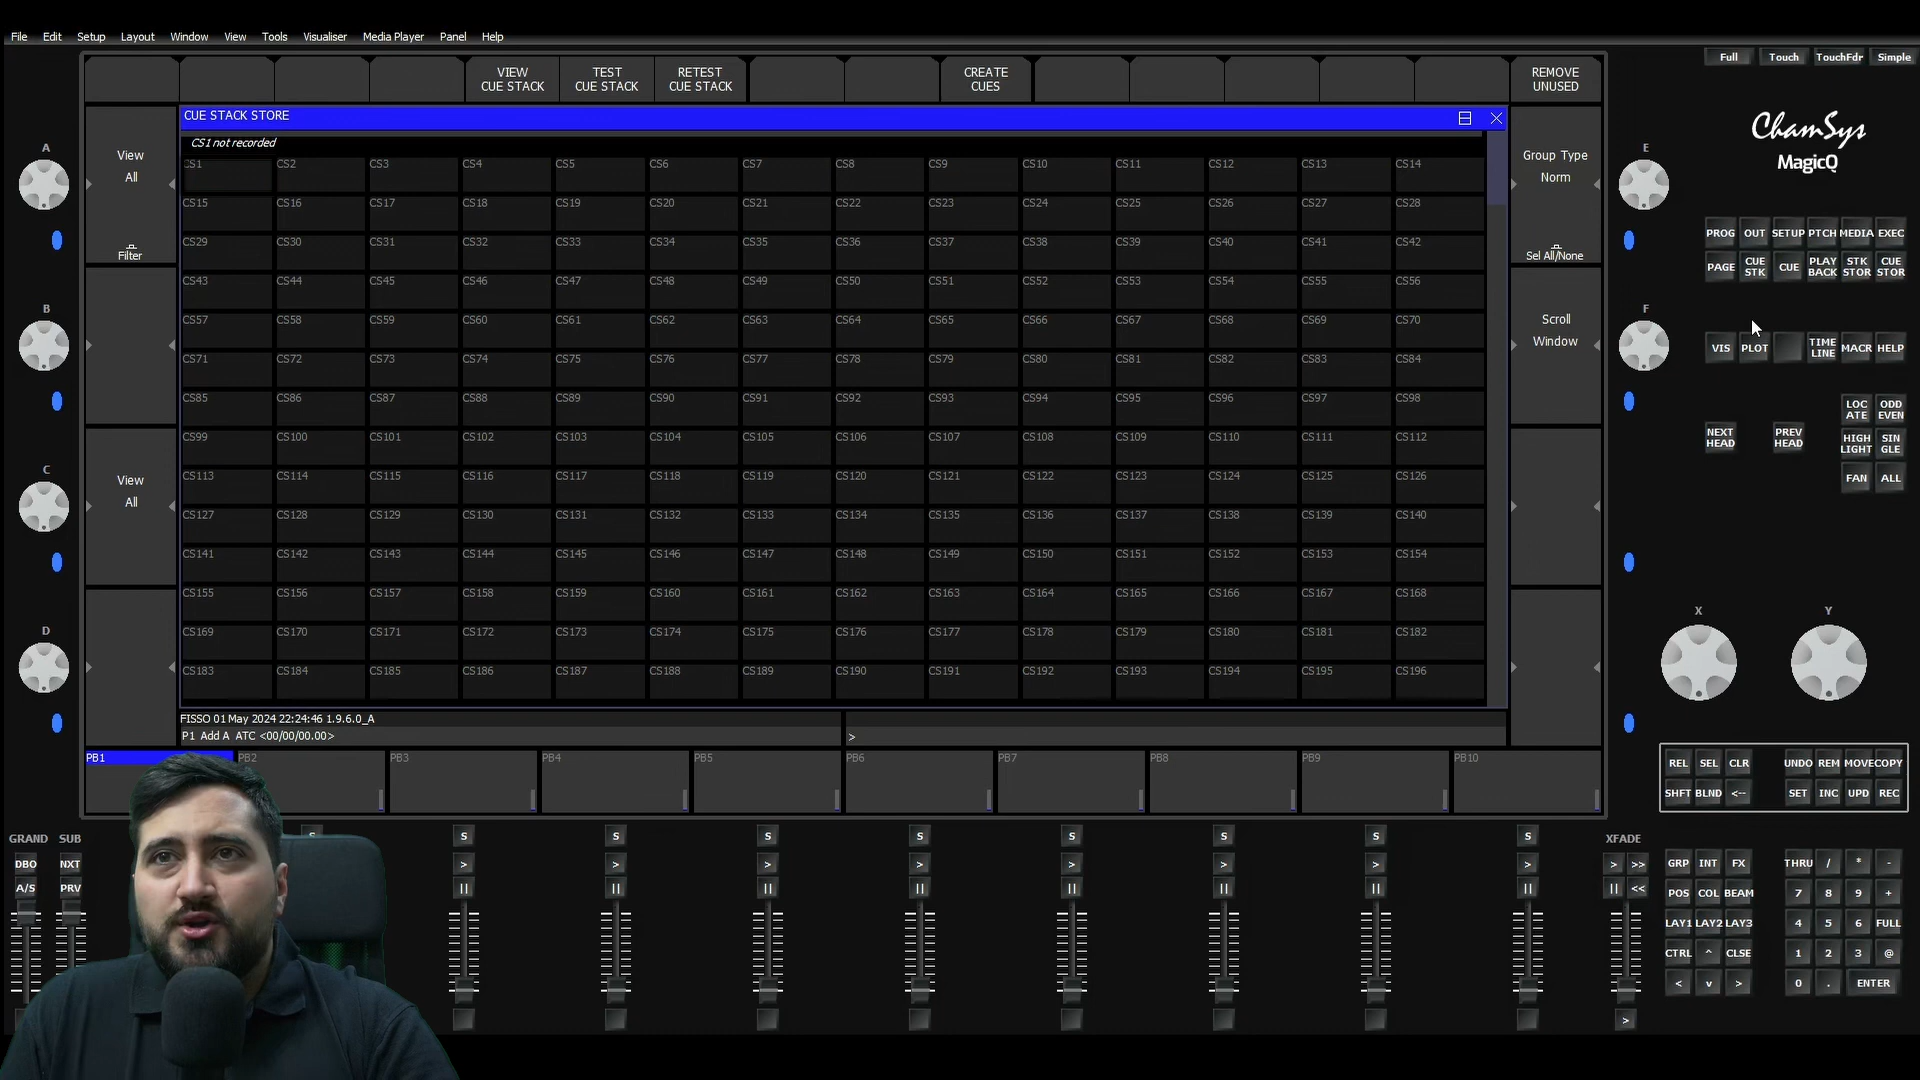 File Edit Setup Layout Window View Tools Visualiser Media Player Panel Help
Full Touch TouchFdr Simple
VIEW
CUE STACK
TEST
CUE STACK
RETEST
CUE STACK
CREATE
CUES
REMOVE
UNUSED
CUE STACK STORE
CS1 not recorded
CS1 CS2 CS3 CS4 CS5 CS6 CS7 CS8 CS9 CS10 CS11 CS12 CS13 CS14
CS15 CS16 CS17 CS18 CS19 CS20 CS21 CS22 CS23 CS24 CS25 CS26 CS27 CS28
CS29 CS30 CS31 CS32 CS33 CS34 CS35 CS36 CS37 CS38 CS39 CS40 CS41 CS42
CS43 CS44 CS45 CS46 CS47 CS48 CS49 CS50 CS51 CS52 CS53 CS54 CS55 CS56
CS57 CS58 CS59 CS60 CS61 CS62 CS63 CS64 CS65 CS66 CS67 CS68 CS69 CS70
CS71 CS72 CS73 CS74 CS75 CS76 CS77 CS78 CS79 CS80 CS81 CS82 CS83 CS84
CS85 CS86 CS87 CS88 CS89 CS90 CS91 CS92 CS93 CS94 CS95 CS96 CS97 CS98
CS99 CS100 CS101 CS102 CS103 CS104 CS105 CS106 CS107 CS108 CS109 CS110 CS111 CS112
CS113 CS114 CS115 CS116 CS117 CS118 CS119 CS120 CS121 CS122 CS123 CS124 CS125 CS126
CS127 CS128 CS129 CS130 CS131 CS132 CS133 CS134 CS135 CS136 CS137 CS138 CS139 CS140
CS141 CS142 CS143 CS144 CS145 CS146 CS147 CS148 CS149 CS150 CS151 CS152 CS153 CS154
CS155 CS156 CS157 CS158 CS159 CS160 CS161 CS162 CS163 CS164 CS165 CS166 CS167 CS168
CS169 CS170 CS171 CS172 CS173 CS174 CS175 CS176 CS177 CS178 CS179 CS180 CS181 CS182
CS183 CS184 CS185 CS186 CS187 CS188 CS189 CS190 CS191 CS192 CS193 CS194 CS195 CS196
A
View
All
Filter
B
C
View
All
D
Group Type
Norm
Sel All/None
Scroll
Window
E
F
ChamSys
MagicQ
PROG OUT SETUP PTCH MEDIA EXEC
PAGE CUE STK CUE PLAY BACK STK STOR CUE STOR
VIS PLOT TIME LINE MACR HELP
LOC ATE ODD EVEN
NEXT HEAD PREV HEAD HIGH LIGHT SIN GLE
FAN ALL
X Y
FISSO 01 May 2024 22:24:46 1.9.6.0_A
P1 Add A ATC <00/00/00.00>
>
PB1 PB2 PB3 PB4 PB5 PB6 PB7 PB8 PB9 PB10
REL SEL CLR UNDO REM MOVE COPY
SHFT BLND <-- SET INC UPD REC
GRAND SUB
DBO NXT
A/S PRV
S S S S S S S S S
> > > > > > > >
II II II II II II II II
XFADE
> >>
II <<
>
GRP INT FX THRU / * -
POS COL BEAM 7 8 9 +
LAY1 LAY2 LAY3 4 5 6 FULL
CTRL ^ CLSE 1 2 3 @
< v > 0 . ENTER